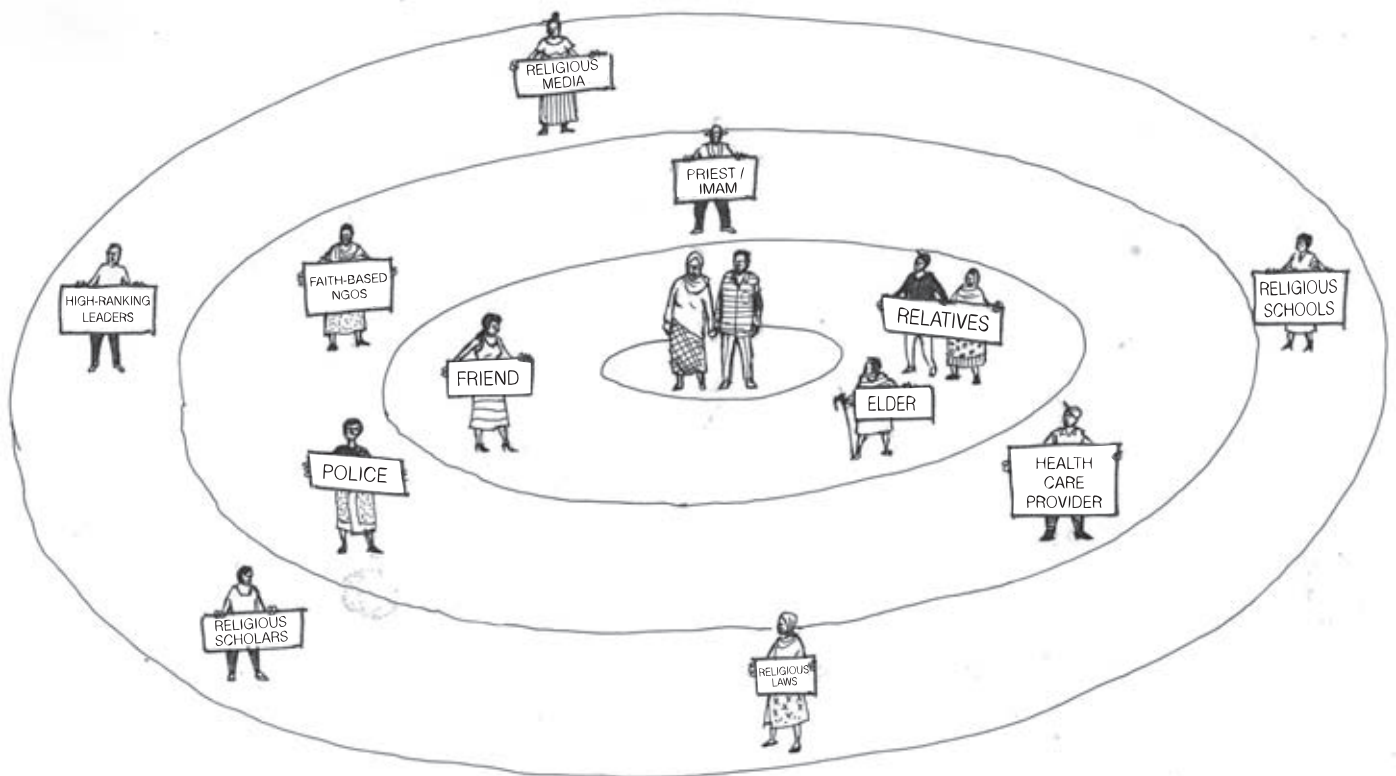 RELIGIOUS
MEDIA
PRIEST /
IMAM
HIGH-RANKING
LEADERS
FAITH-BASED
NGOS
RELIGIOUS
SCHOOLS
RELATIVES
FRIEND
ELDER
POLICE
HEALTH
CARE
PROVIDER
RELIGIOUS
SCHOLARS
RELIGIOUS
LAWS